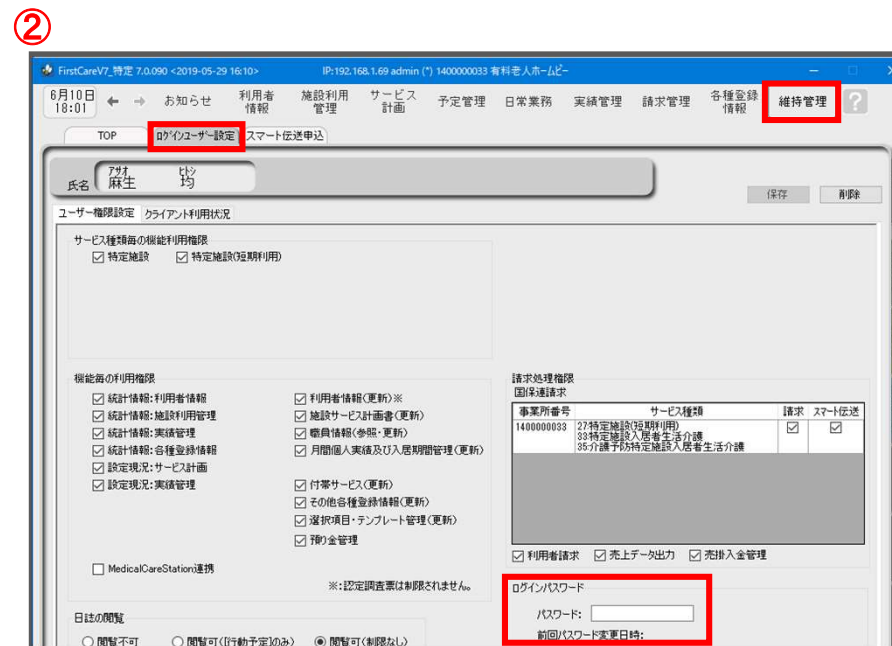 ②
FirstCareV7_特定 7.0.090 <2019-05-29 16:10> IP:192.168.1.69 admin (*) 1400000033 有料老人ホームビー
6月10日 18:01 お知らせ 利用者情報 施設利用管理 サービス計画 予定管理 日常業務 実績管理 請求管理 各種登録情報 維持管理 ?
TOP ログインユーザー設定 スマート伝送申込
アサオ ヒトシ
氏名 麻生 均
保存 削除
ユーザー権限設定 クライアント利用状況
サービス種類毎の機能利用権限
特定施設 特定施設(短期利用)
機能毎の利用権限
統計情報:利用者情報 利用者情報(更新)※
統計情報:施設利用管理 施設サービス計画書(更新)
統計情報:実績管理 職員情報(参照・更新)
統計情報:各種登録情報 月間個人実績及び入居期間管理(更新)
設定現況:サービス計画
設定現況:実績管理 付帯サービス(更新)
その他各種登録情報(更新)
選択項目・テンプレート管理(更新)
預り金管理
MedicalCareStation連携
※:認定調査票は制限されません。
請求処理権限
国保連請求
事業所番号 サービス種類 請求 スマート伝送
1400000033 27特定施設(短期利用)
33特定施設入居者生活介護
35介護予防特定施設入居者生活介護
利用者請求 売上データ出力 売掛入金管理
ログインパスワード
パスワード:
前回パスワード変更日時:
日誌の閲覧
閲覧不可 閲覧可([行動予定]のみ) 閲覧可(制限なし)